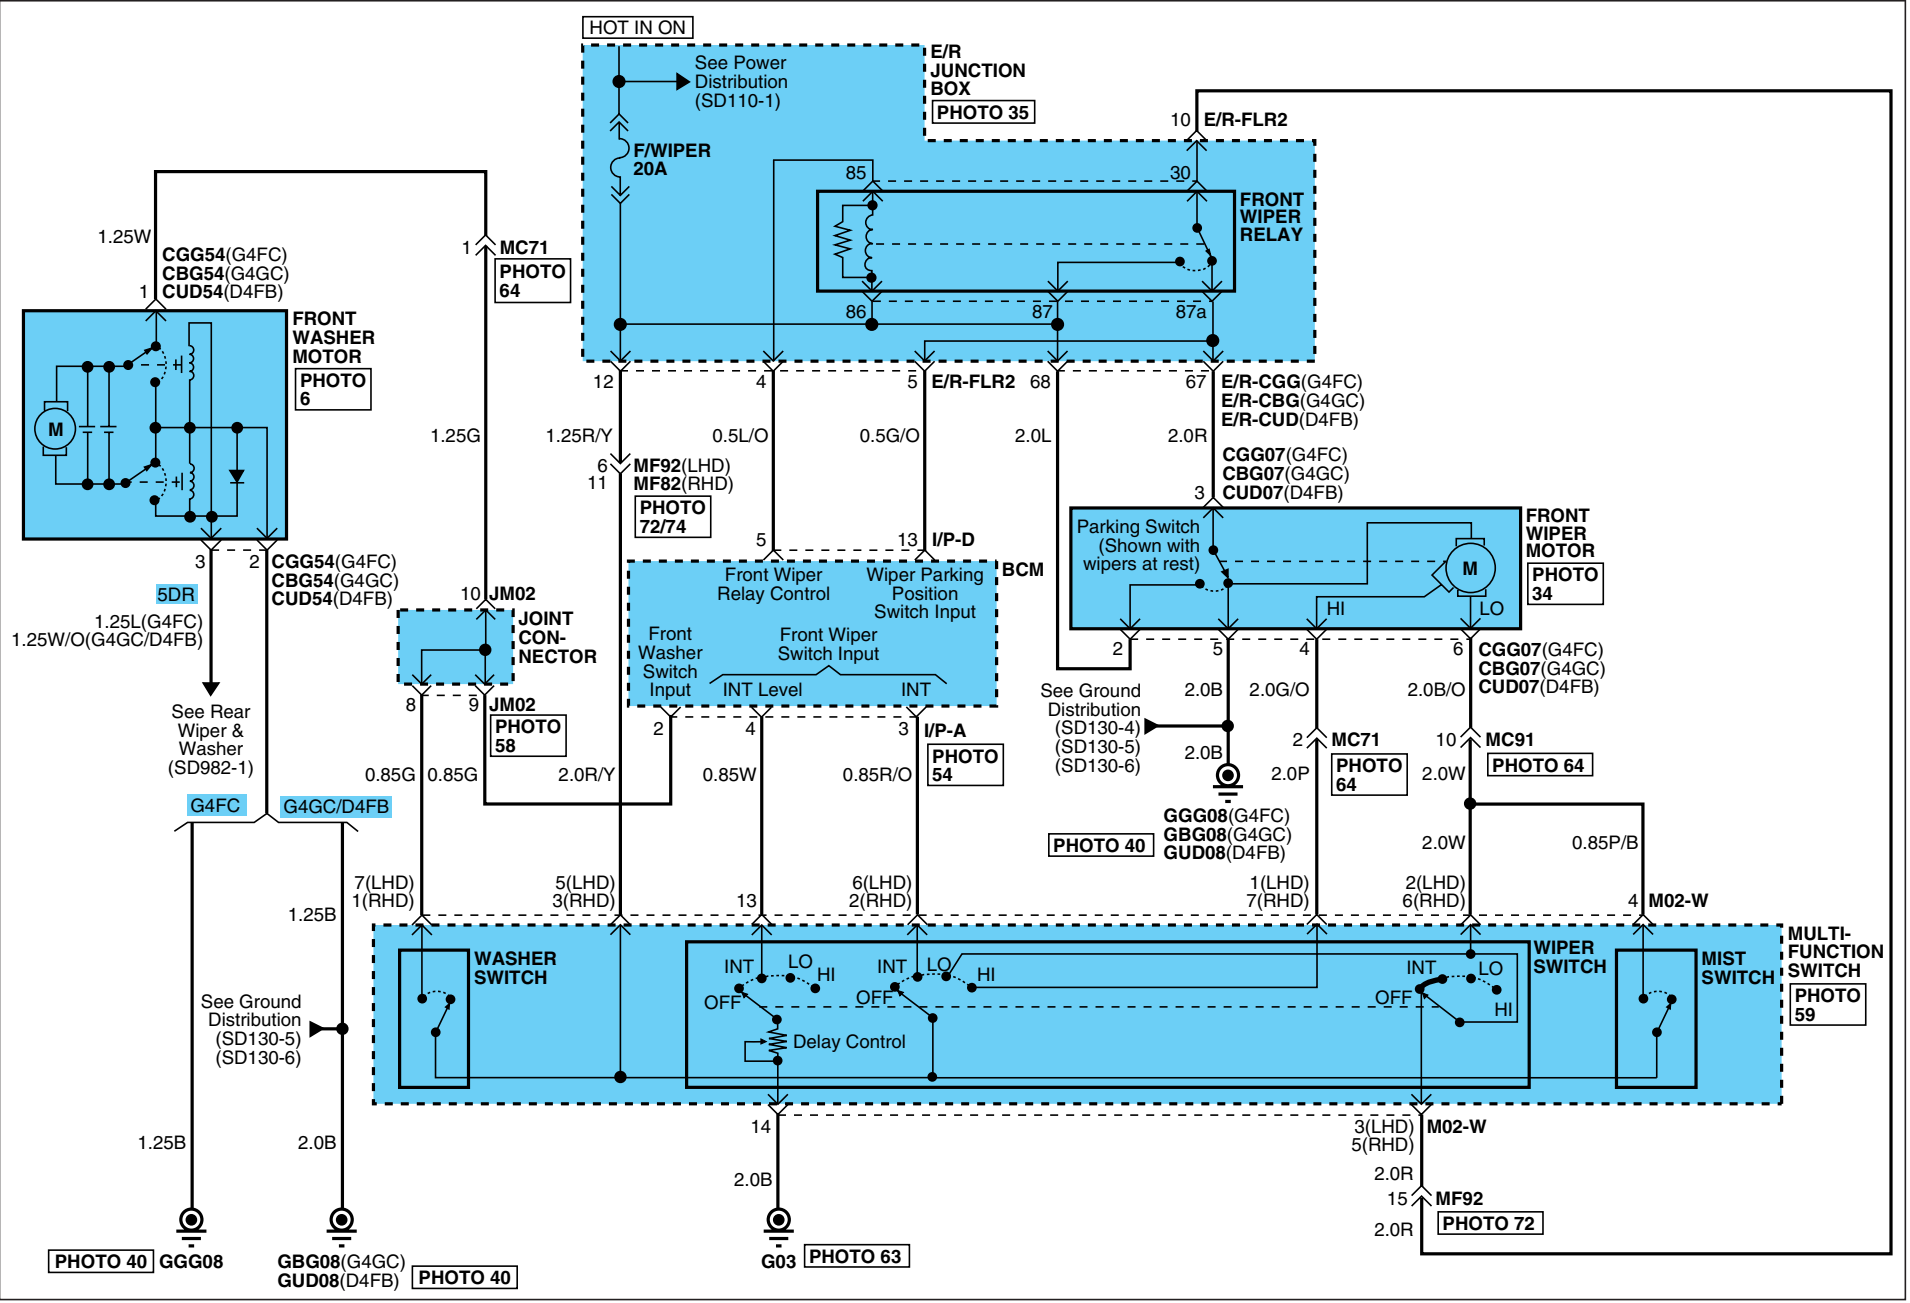 HOT IN ON
See Power
Distribution
(SD110-1)
E/R
JUNCTION
BOX
PHOTO 35
F/WIPER
20A
10 E/R-FLR2
85
30
FRONT
WIPER
RELAY
86
87
87a
1.25W
CGG54(G4FC)
CBG54(G4GC)
CUD54(D4FB)
1
1 MC71
PHOTO
64
FRONT
WASHER
MOTOR
PHOTO
6
M
12
4
5 E/R-FLR2
68
67
E/R-CGG(G4FC)
E/R-CBG(G4GC)
E/R-CUD(D4FB)
1.25G
1.25R/Y
0.5L/O
0.5G/O
2.0L
2.0R
6 MF92(LHD)
11 MF82(RHD)
PHOTO
72/74
CGG07(G4FC)
CBG07(G4GC)
CUD07(D4FB)
3
5
13 I/P-D
BCM
Front Wiper
Relay Control
Wiper Parking
Position
Switch Input
Front
Washer
Switch
Input
Front Wiper
Switch Input
INT Level
INT
Parking Switch
(Shown with
wipers at rest)
M
HI
LO
FRONT
WIPER
MOTOR
PHOTO
34
3
2
CGG54(G4FC)
CBG54(G4GC)
CUD54(D4FB)
5DR
1.25L(G4FC)
1.25W/O(G4GC/D4FB)
10 JM02
JOINT
CON-
NECTOR
8
9 JM02
PHOTO
58
See Rear
Wiper &
Washer
(SD982-1)
2
4
3 I/P-A
PHOTO
54
2
5
4
6
CGG07(G4FC)
CBG07(G4GC)
CUD07(D4FB)
See Ground
Distribution
(SD130-4)
(SD130-5)
(SD130-6)
2.0B
2.0B
2.0G/O
2.0B/O
2 MC71
PHOTO
64
10 MC91
PHOTO 64
0.85G
0.85G
2.0R/Y
0.85W
0.85R/O
2.0P
2.0W
G4FC
G4GC/D4FB
GGG08(G4FC)
GBG08(G4GC)
GUD08(D4FB)
PHOTO 40
2.0W
0.85P/B
7(LHD)
1(RHD)
5(LHD)
3(RHD)
13
6(LHD)
2(RHD)
1(LHD)
7(RHD)
2(LHD)
6(RHD)
4 M02-W
1.25B
WASHER
SWITCH
INT
LO
HI
OFF
INT
LO
HI
OFF
INT
LO
OFF
HI
WIPER
SWITCH
MIST
SWITCH
MULTI-
FUNCTION
SWITCH
PHOTO
59
Delay Control
See Ground
Distribution
(SD130-5)
(SD130-6)
1.25B
2.0B
14
3(LHD)
5(RHD)
M02-W
2.0B
2.0R
15 MF92
PHOTO 72
2.0R
PHOTO 40 GGG08
GBG08(G4GC)
GUD08(D4FB)
PHOTO 40
G03
PHOTO 63